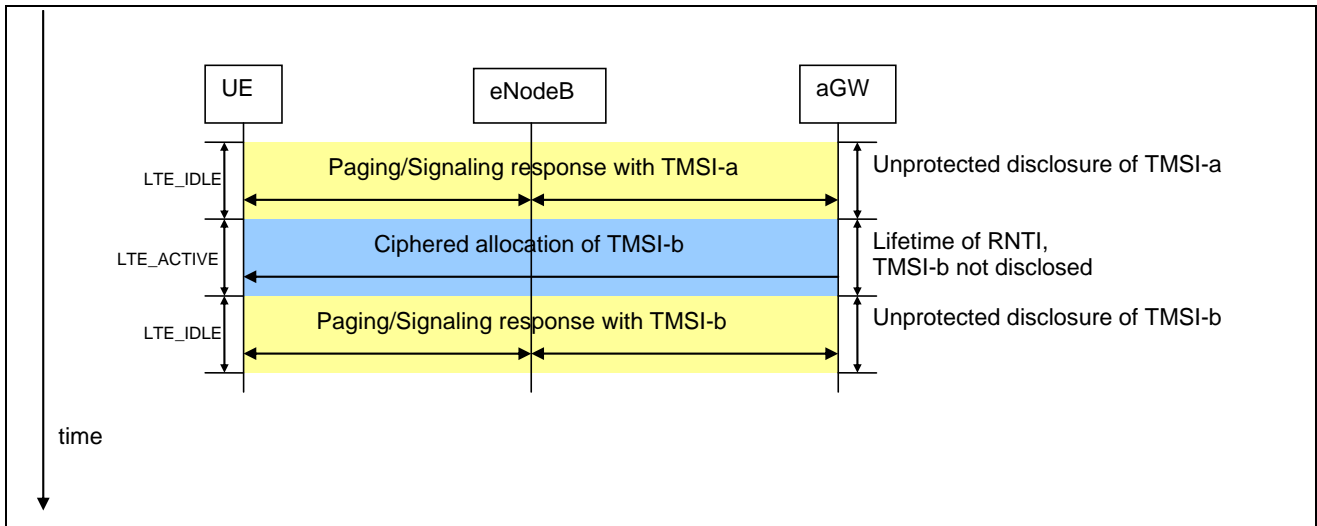 UE
eNodeB
aGW
LTE_IDLE
Paging/Signaling response with TMSI-a
Unprotected disclosure of TMSI-a
LTE_ACTIVE
Ciphered allocation of TMSI-b
Lifetime of RNTI,
TMSI-b not disclosed
LTE_IDLE
Paging/Signaling response with TMSI-b
Unprotected disclosure of TMSI-b
time